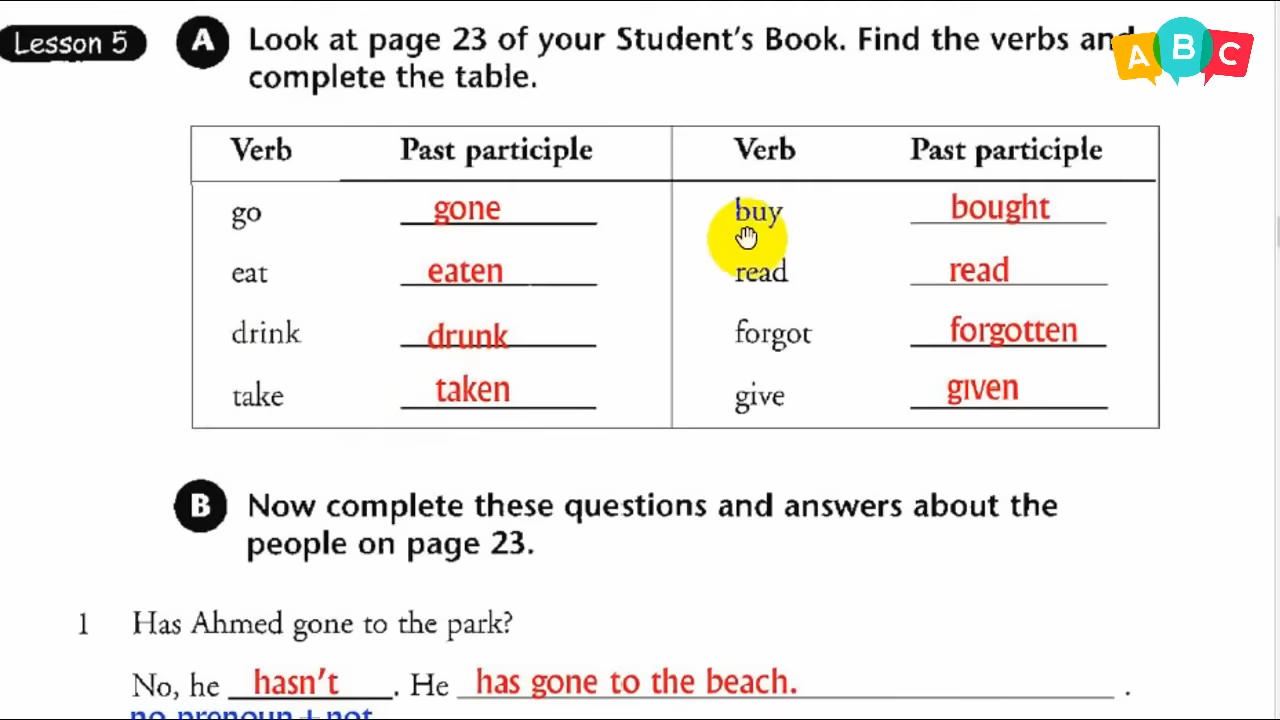 Lesson 5
A Look at page 23 of your Student's Book. Find the verbs and
complete the table.
A B C
Verb Past participle Verb Past participle
go gone buy bought
eat eaten read read
drink drunk forgot forgotten
take taken give given
B Now complete these questions and answers about the
people on page 23.
1 Has Ahmed gone to the park?
No, he hasn't. He has gone to the beach. .
no prenoun + not